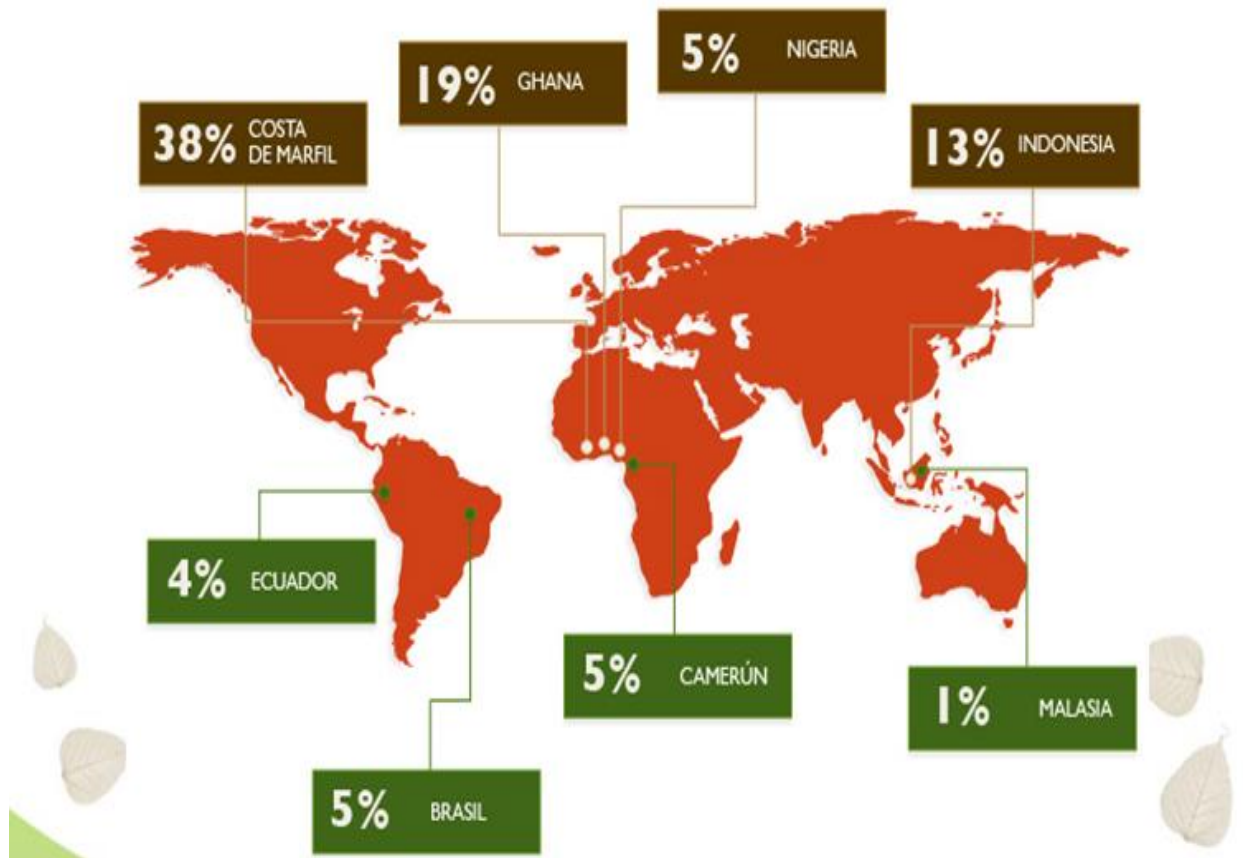 5% NIGERIA
19% GHANA
38% COSTA
DE MARFIL
13% INDONESIA
4% ECUADOR
5% CAMERÚN
1% MALASIA
5% BRASIL